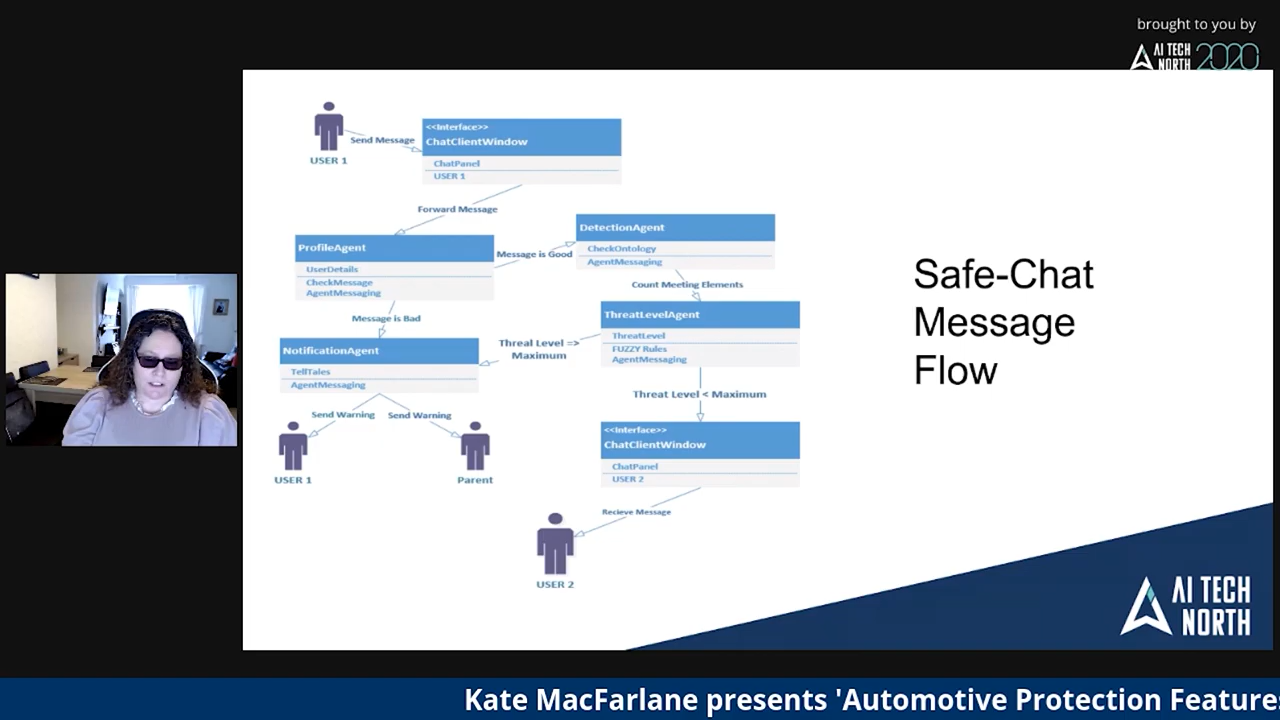 brought to you by
AI TECH
NORTH 2020
USER 1
Send Message
<<Interface>>
ChatClientWindow
ChatPanel
USER 1
Forward Message
ProfileAgent
UserDetails
CheckMessage
AgentMessaging
Message is Good
DetectionAgent
CheckOntology
AgentMessaging
Count Meeting Elements
Message is Bad
ThreatLevelAgent
ThreatLevel
FUZZY Rules
AgentMessaging
Threal Level =>
Maximum
NotificationAgent
TellTales
AgentMessaging
Threat Level < Maximum
Send Warning
Send Warning
USER 1
Parent
<<Interface>>
ChatClientWindow
ChatPanel
USER 2
Recieve Message
USER 2
Safe-Chat
Message
Flow
AI TECH
NORTH
Kate MacFarlane presents 'Automotive Protection Features